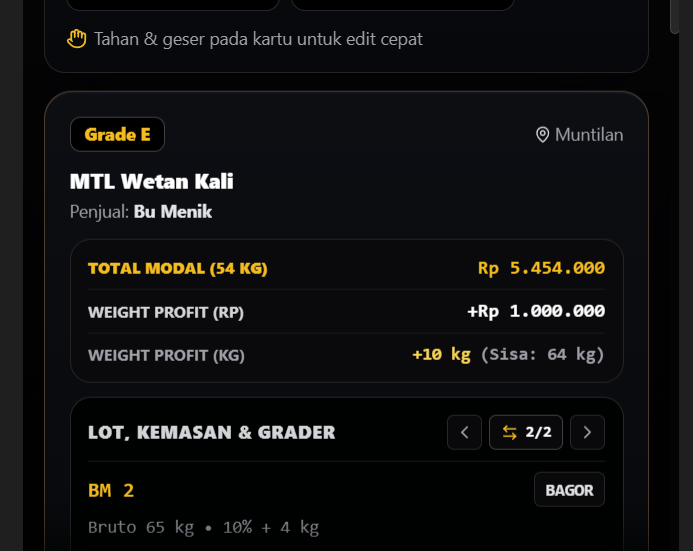 Tahan & geser pada kartu untuk edit cepat
Grade E
Muntilan
MTL Wetan Kali
Penjual: Bu Menik
TOTAL MODAL (54 KG) Rp 5.454.000
WEIGHT PROFIT (RP) +Rp 1.000.000
WEIGHT PROFIT (KG) +10 kg (Sisa: 64 kg)
LOT, KEMASAN & GRADER
2/2
BM 2
BAGOR
Bruto 65 kg • 10% + 4 kg